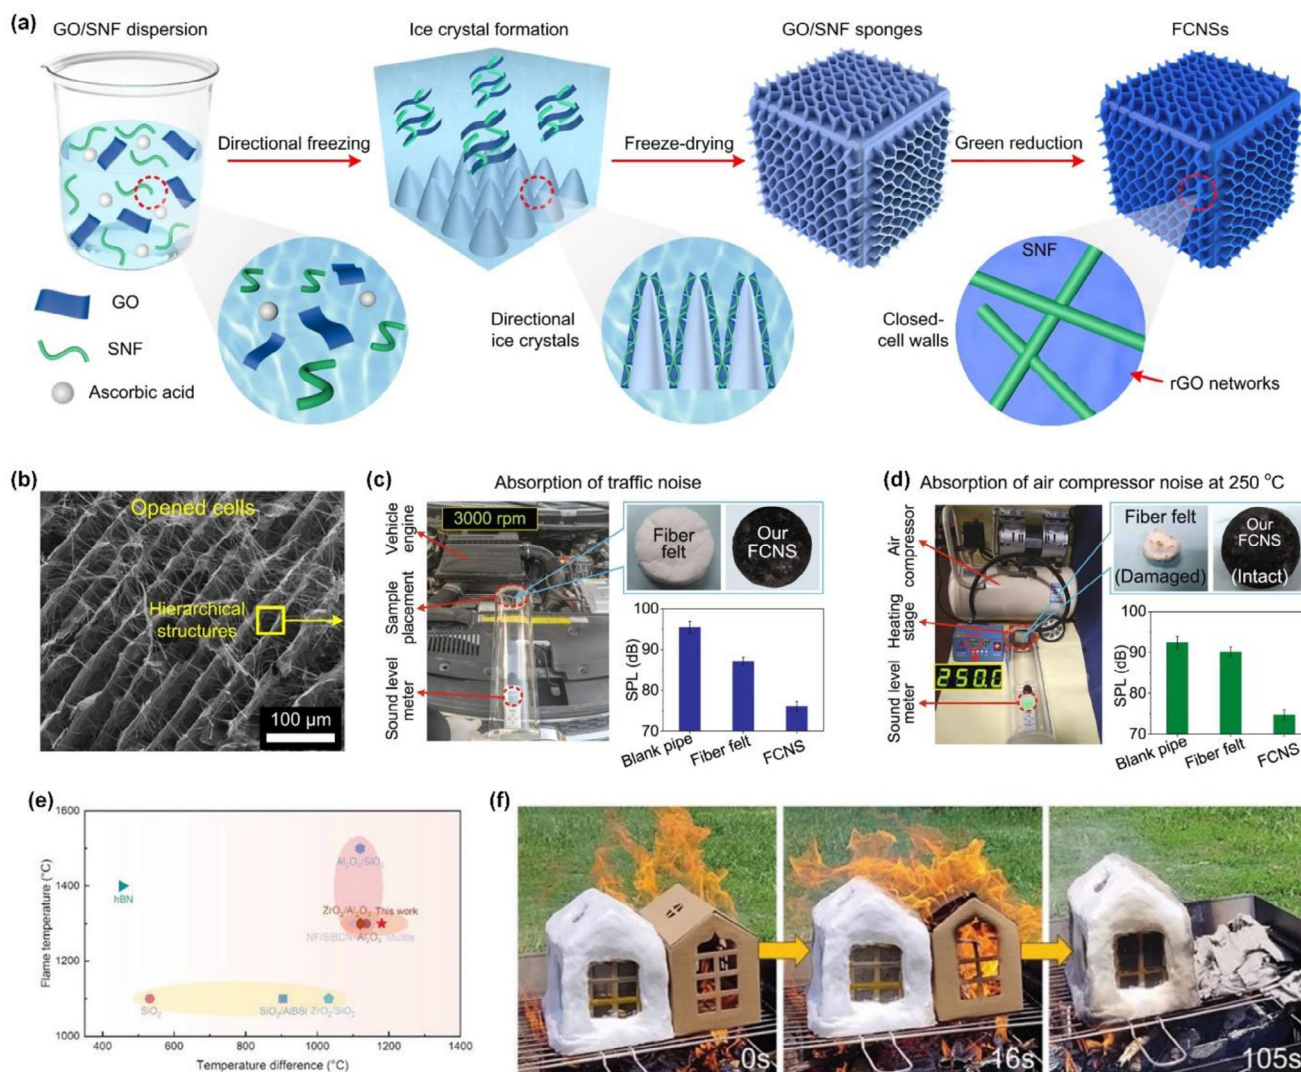 (a)
GO/SNF dispersion
Ice crystal formation
GO/SNF sponges
FCNSs
Directional freezing
Freeze-drying
Green reduction
GO
SNF
Ascorbic acid
Directional
ice crystals
SNF
Closed-
cell walls
rGO networks
(b)
Opened cells
Hierarchical
structures
100 μm
(c)
Absorption of traffic noise
Vehicle
engine
3000 rpm
Fiber
felt
Our
FCNS
Sample
placement
Sound level
meter
SPL (dB)
100
90
80
70
Blank pipe
Fiber felt
FCNS
(d)
Absorption of air compressor noise at 250 °C
Air
compressor
Fiber felt
(Damaged)
Our
FCNS
(Intact)
Heating
stage
250.0
Sound level
meter
SPL (dB)
100
90
80
70
Blank pipe
Fiber felt
FCNS
(e)
Flame temperature (°C)
1600
1500
1400
1300
1200
1100
1000
Al₂O₃/SiO₂
hBN
ZrO₂/Al₂O₃
This work
NF/SiBCN
Al₂O₃
Mullite
SiO₂
SiO₂/AlBSi
ZrO₂/SiO₂
400
600
800
1000
1200
1400
Temperature difference (°C)
(f)
0s
16s
105s